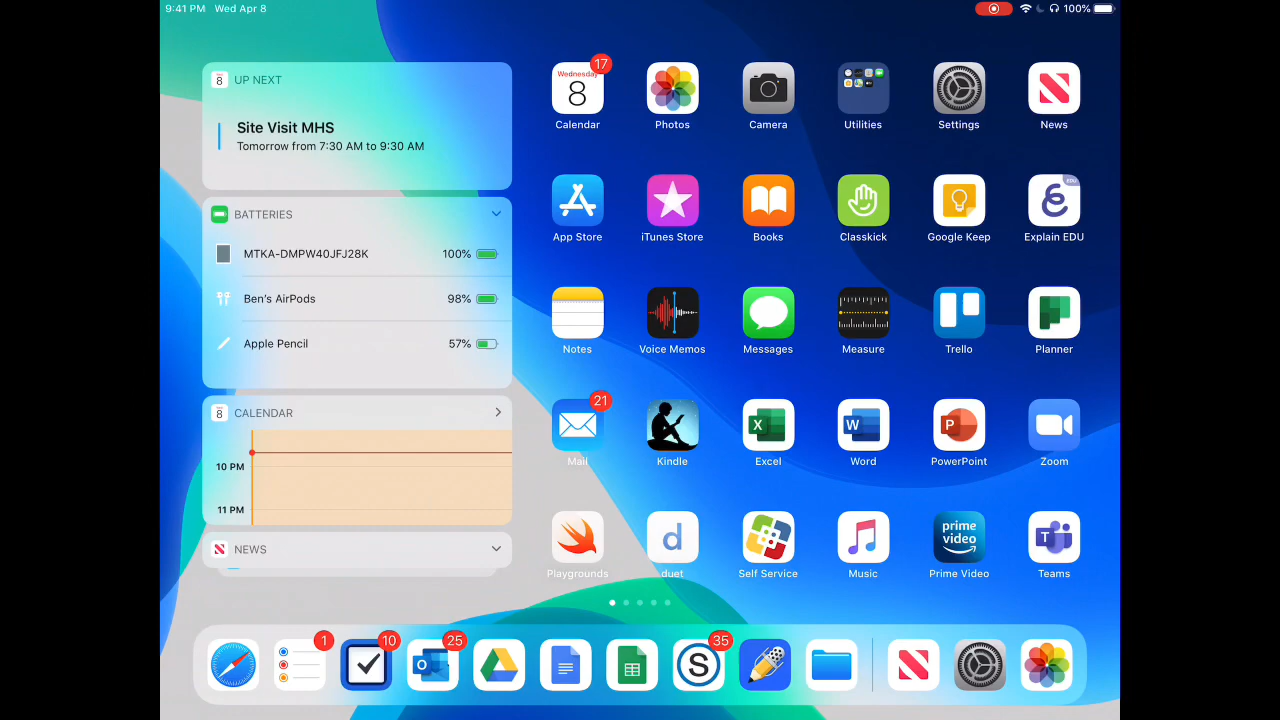 9:41 PM Wed Apr 8
100%
8 UP NEXT
Site Visit MHS
Tomorrow from 7:30 AM to 9:30 AM
BATTERIES
MTKA-DMPW40JFJ28K 100%
Ben's AirPods 98%
Apple Pencil 57%
8 CALENDAR
10 PM
11 PM
NEWS
Wednesday 17
8
Calendar Photos Camera Utilities Settings News
EDU
App Store iTunes Store Books Classkick Google Keep Explain EDU
Notes Voice Memos Messages Measure Trello Planner
21
X W P
Mail Kindle Excel Word PowerPoint Zoom
d prime video T
Playgrounds duet Self Service Music Prime Video Teams
1 10 25 35
O S